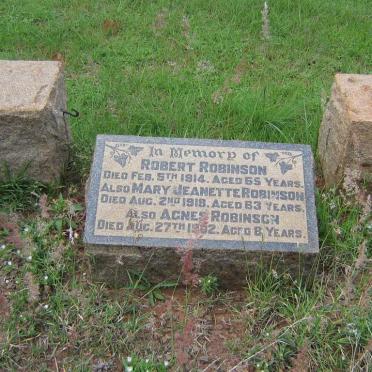 In Memory of
ROBERT ROBINSON
DIED FEB. 5TH 1914. AGED 65 YEARS.
ALSO MARY JEANETTE ROBINSON
DIED AUG. 2ND 1918. AGED 63 YEARS.
ALSO AGNES ROBINSON
DIED AUG. 27TH AGED 8 YEARS.